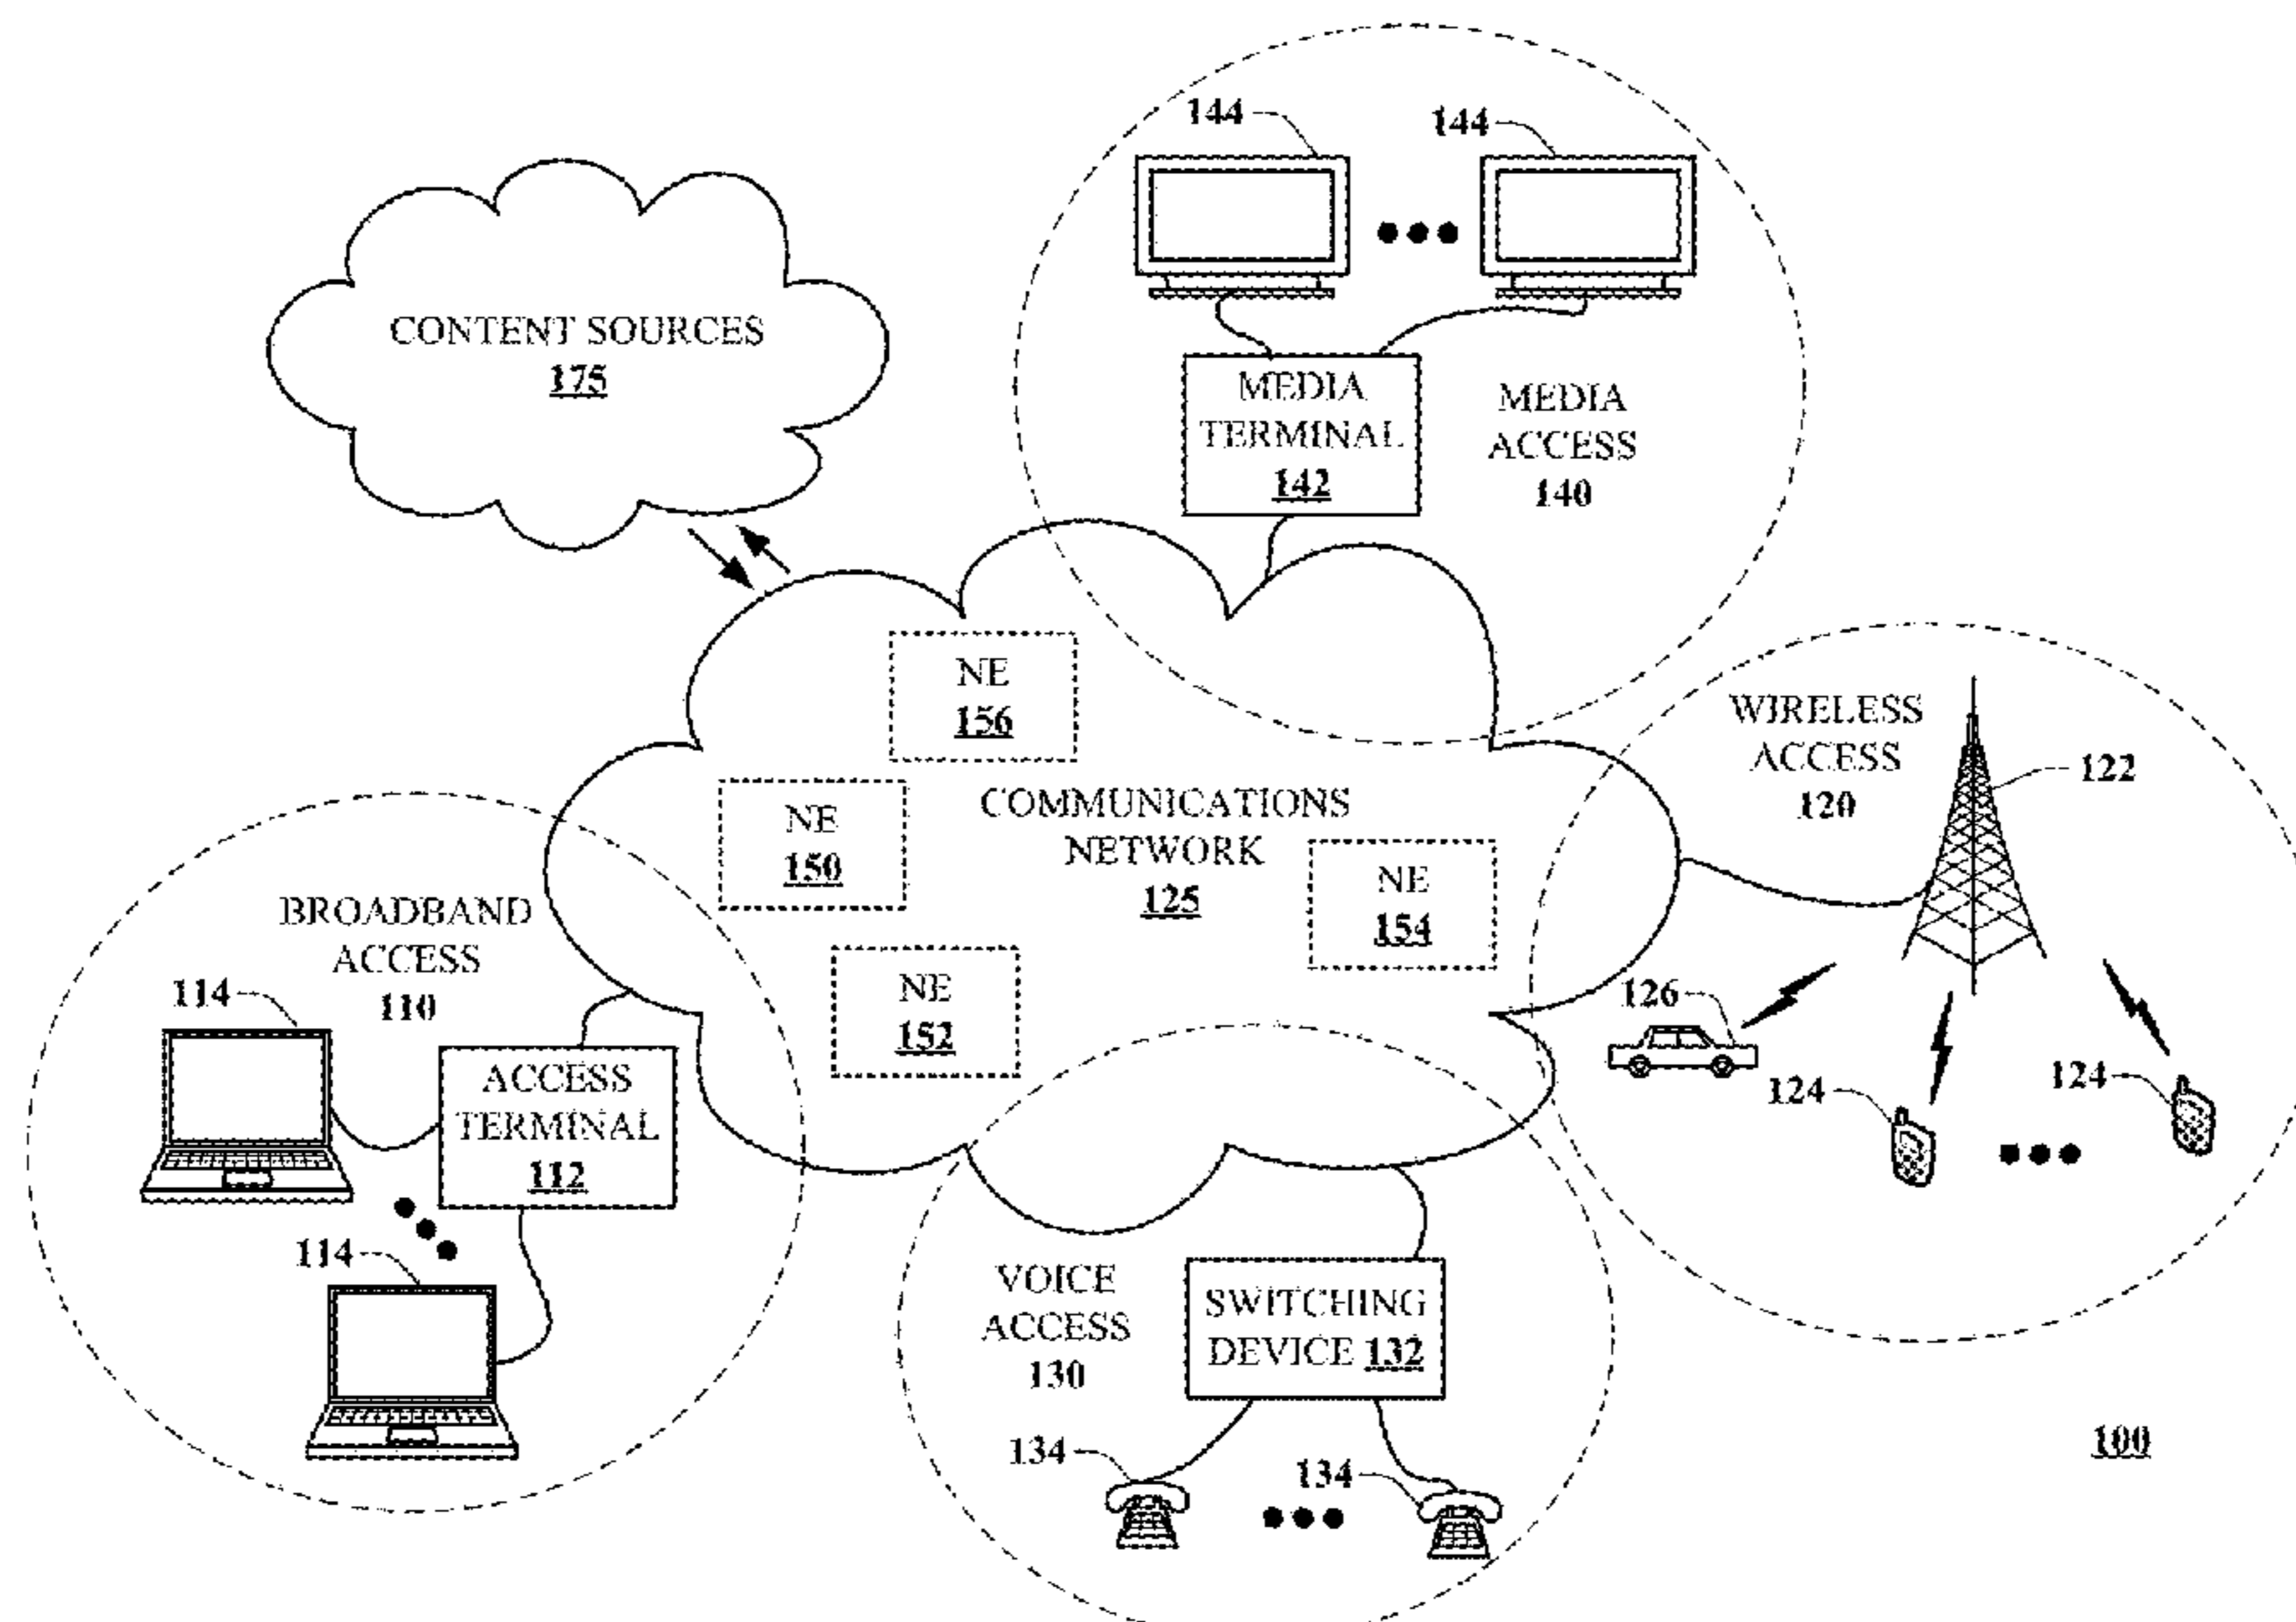 144
144
CONTENT SOURCES
175
MEDIA
TERMINAL
142
MEDIA
ACCESS
140
NE
156
WIRELESS
ACCESS
120
122
NE
150
COMMUNICATIONS
NETWORK
125
NE
154
BROADBAND
ACCESS
110
114
NE
152
126
124
124
ACCESS
TERMINAL
112
114
VOICE
ACCESS
130
SWITCHING
DEVICE 132
134
134
100